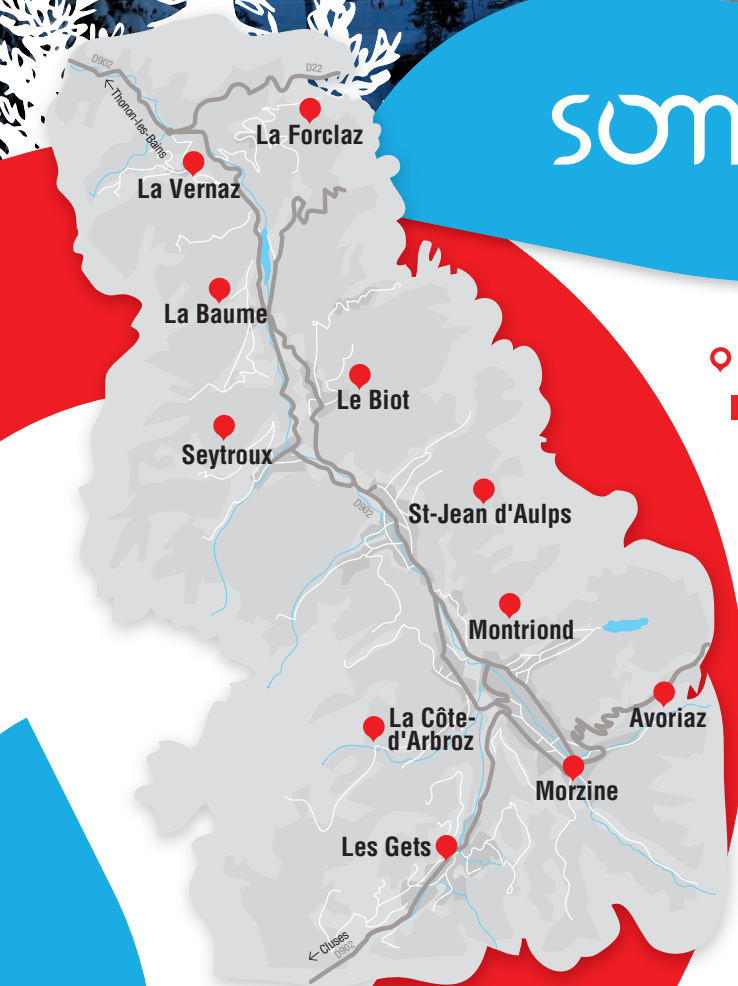 D902
D22
←Thonon-les-Bains
La Forclaz
La Vernaz
La Baume
Le Biot
Seytroux
D902
St-Jean d'Aulps
Montriond
La Côte-
d'Arbroz
Avoriaz
Morzine
Les Gets
←Cluses
D902